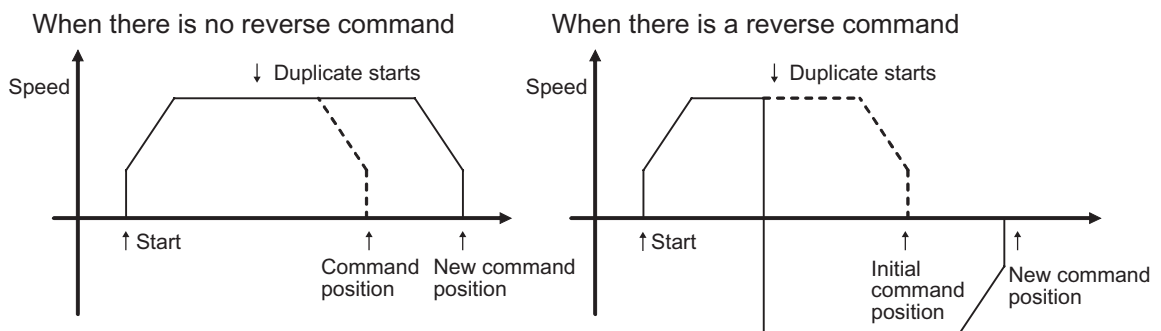 When there is no reverse command
Speed
↓ Duplicate starts
↑ Start
↑
Command
position
↑
New command
position
When there is a reverse command
Speed
↓ Duplicate starts
↑ Start
↑
Initial
command
position
↑
New command
position